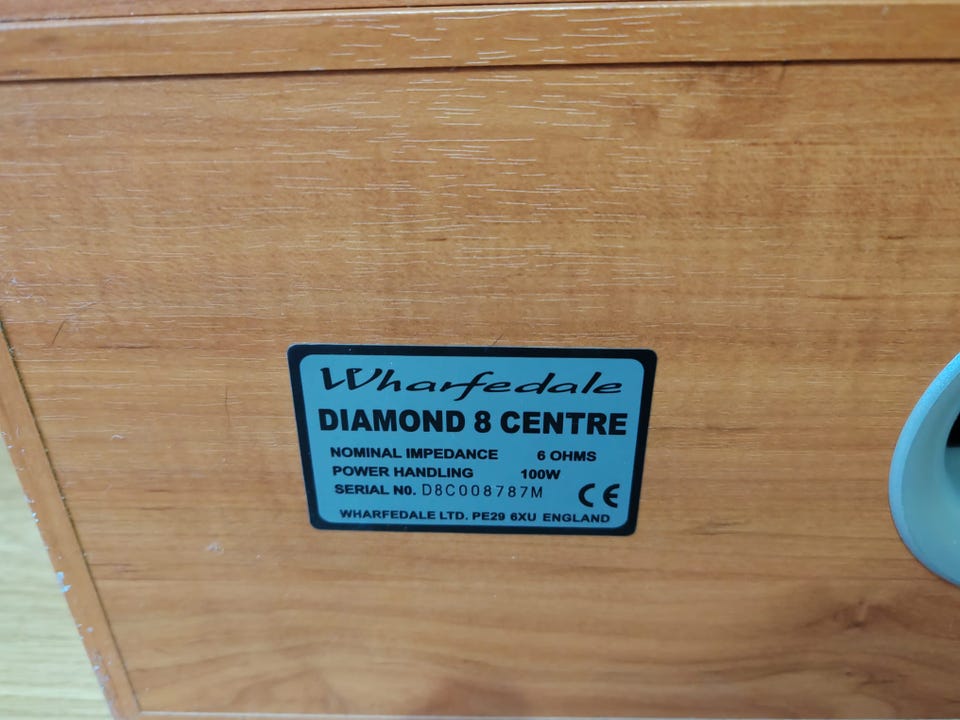 Wharfedale
DIAMOND 8 CENTRE
NOMINAL IMPEDANCE 6 OHMS
POWER HANDLING 100W
SERIAL NO. D8C008787M CE
WHARFEDALE LTD. PE29 6XU ENGLAND